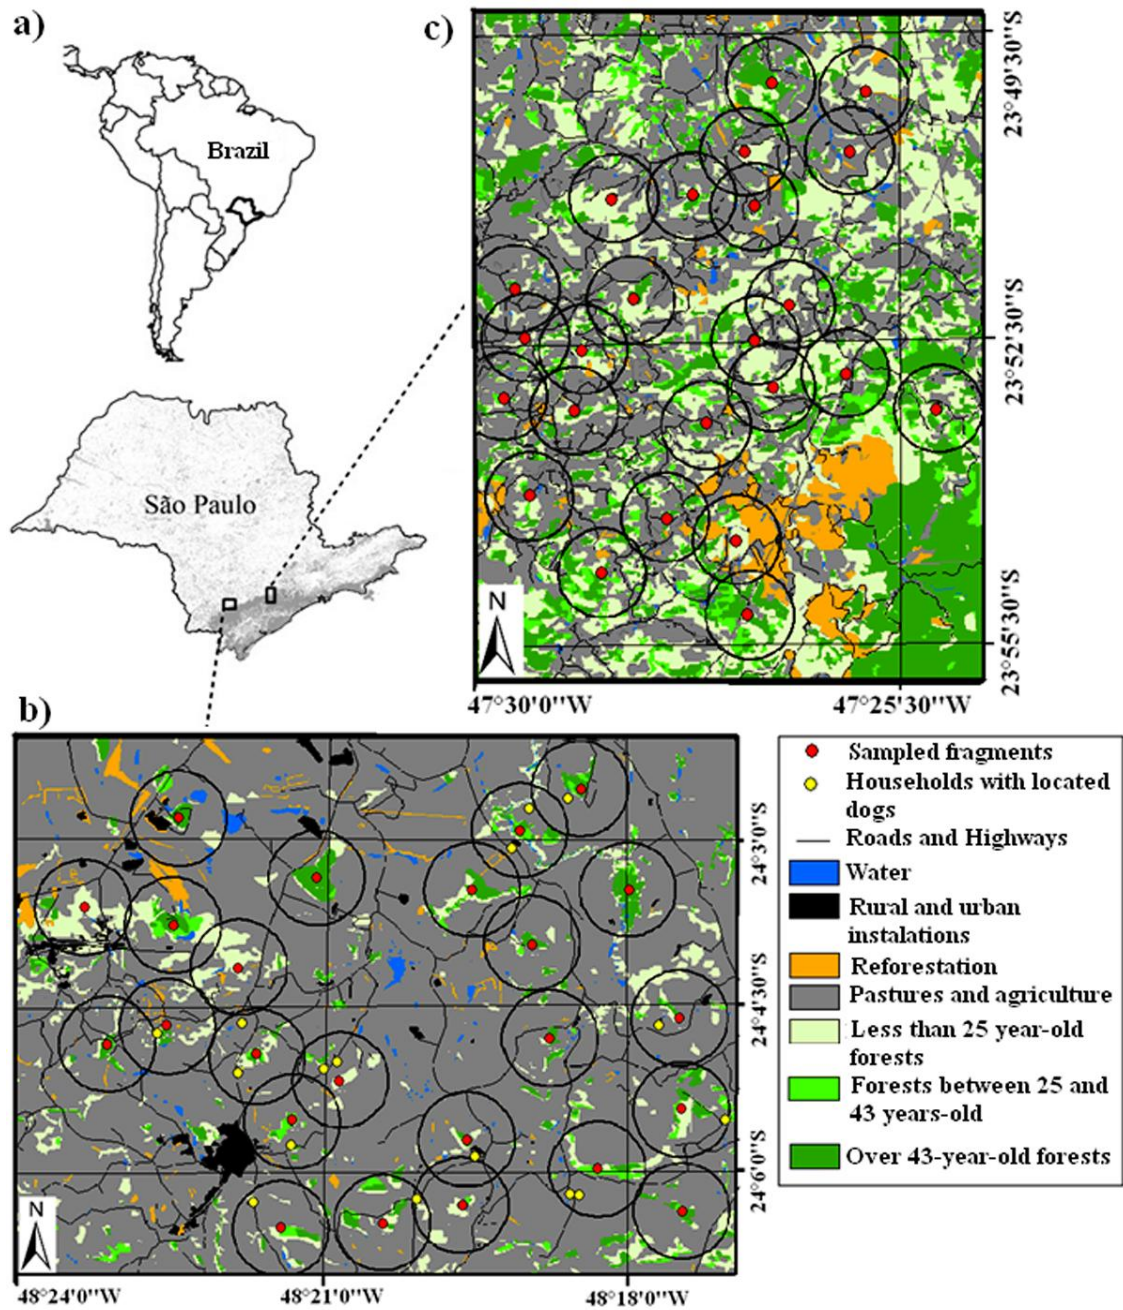 a)
Brazil
São Paulo
c)
23°49'30''S
23°52'30''S
23°55'30''S
N
47°30'0''W
47°25'30''W
b)
24°3'0''S
24°4'30''S
24°6'0''S
N
48°24'0''W
48°21'0''W
48°18'0''W
Sampled fragments
Households with located
dogs
Roads and Highways
Water
Rural and urban
instalations
Reforestation
Pastures and agriculture
Less than 25 year-old
forests
Forests between 25 and
43 years-old
Over 43-year-old forests